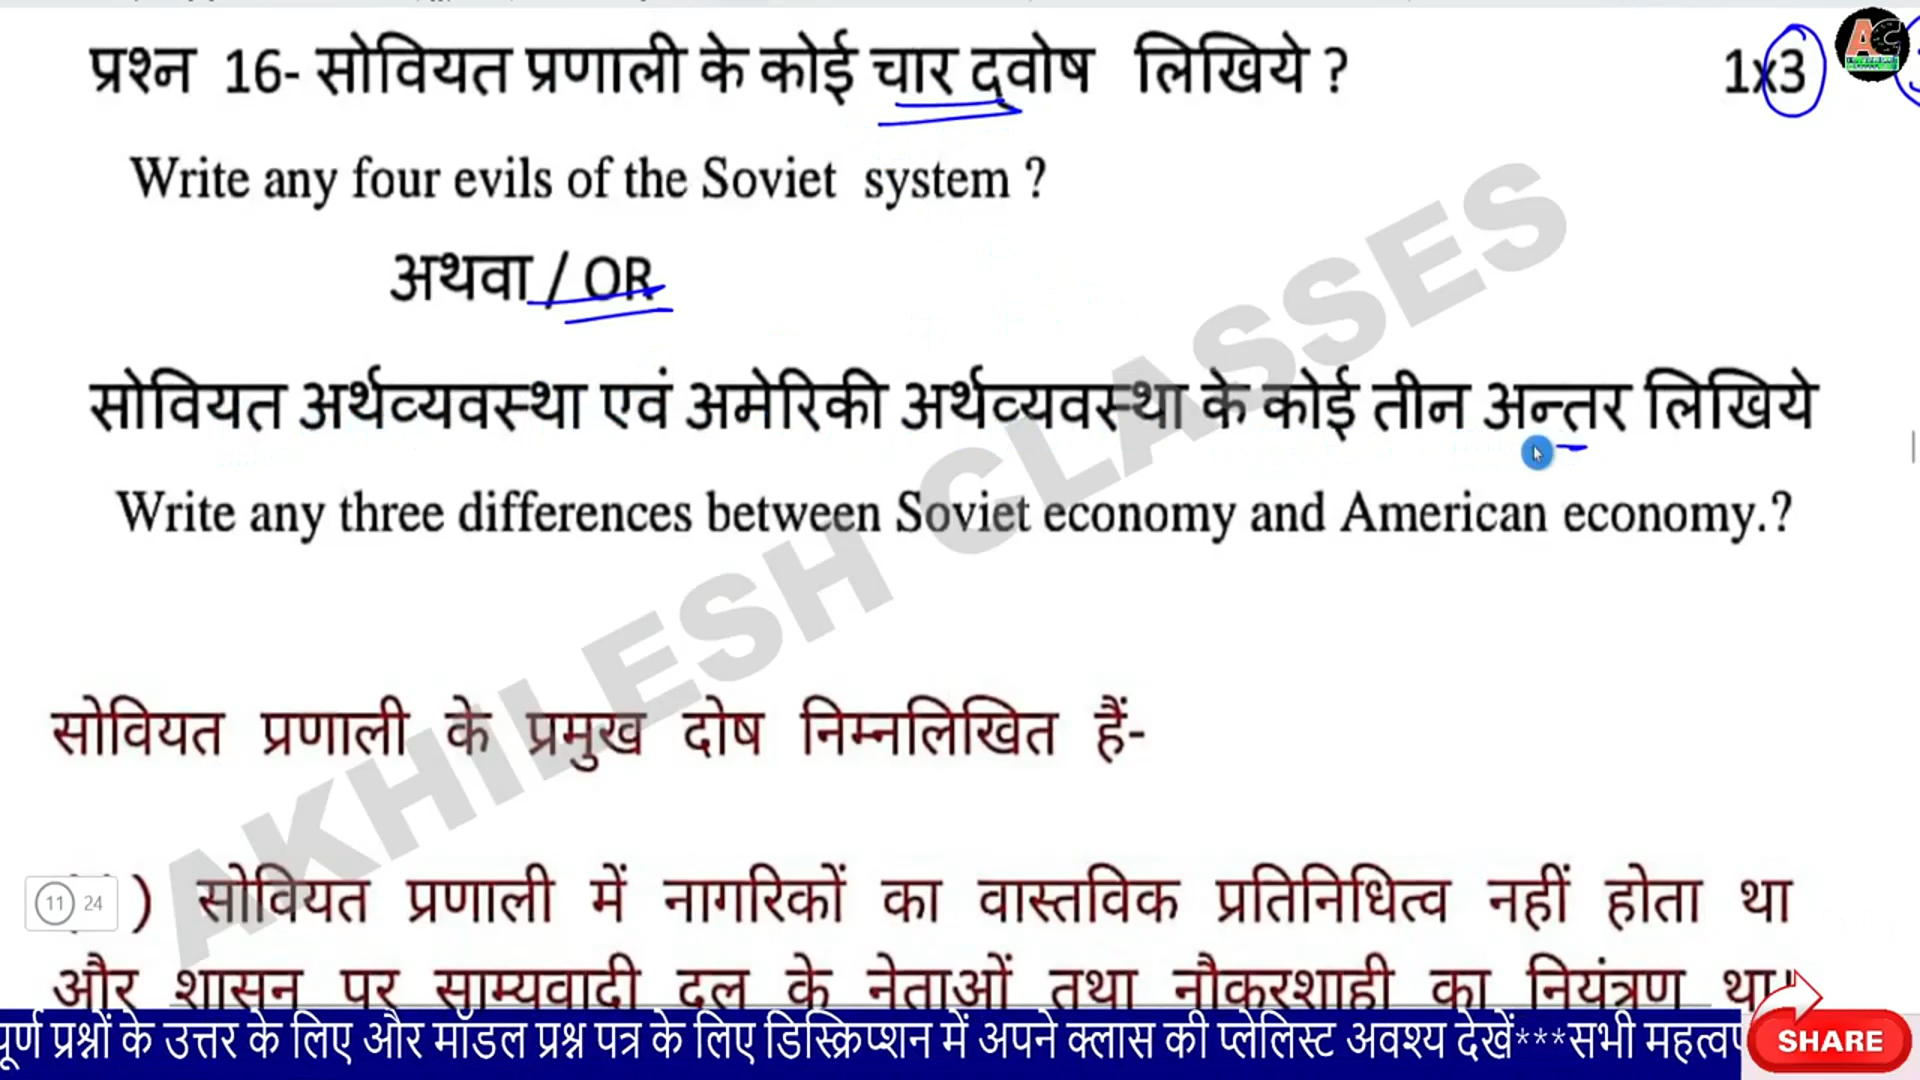 प्रश्न 16- सोवियत प्रणाली के कोई चार दवोष लिखिये ?
1x3
AC
Write any four evils of the Soviet system ?
अथवा / OR
सोवियत अर्थव्यवस्था एवं अमेरिकी अर्थव्यवस्था के कोई तीन अन्तर लिखिये
Write any three differences between Soviet economy and American economy.?
AKHILESH CLASSES
सोवियत प्रणाली के प्रमुख दोष निम्नलिखित हैं-
11 24
) सोवियत प्रणाली में नागरिकों का वास्तविक प्रतिनिधित्व नहीं होता था
और शासन पर साम्यवादी दल के नेताओं तथा नौकरशाही का नियंत्रण था।
पूर्ण प्रश्नों के उत्तर के लिए और मॉडल प्रश्न पत्र के लिए डिस्क्रिप्शन में अपने क्लास की प्लेलिस्ट अवश्य देखें***सभी महत्वप
SHARE